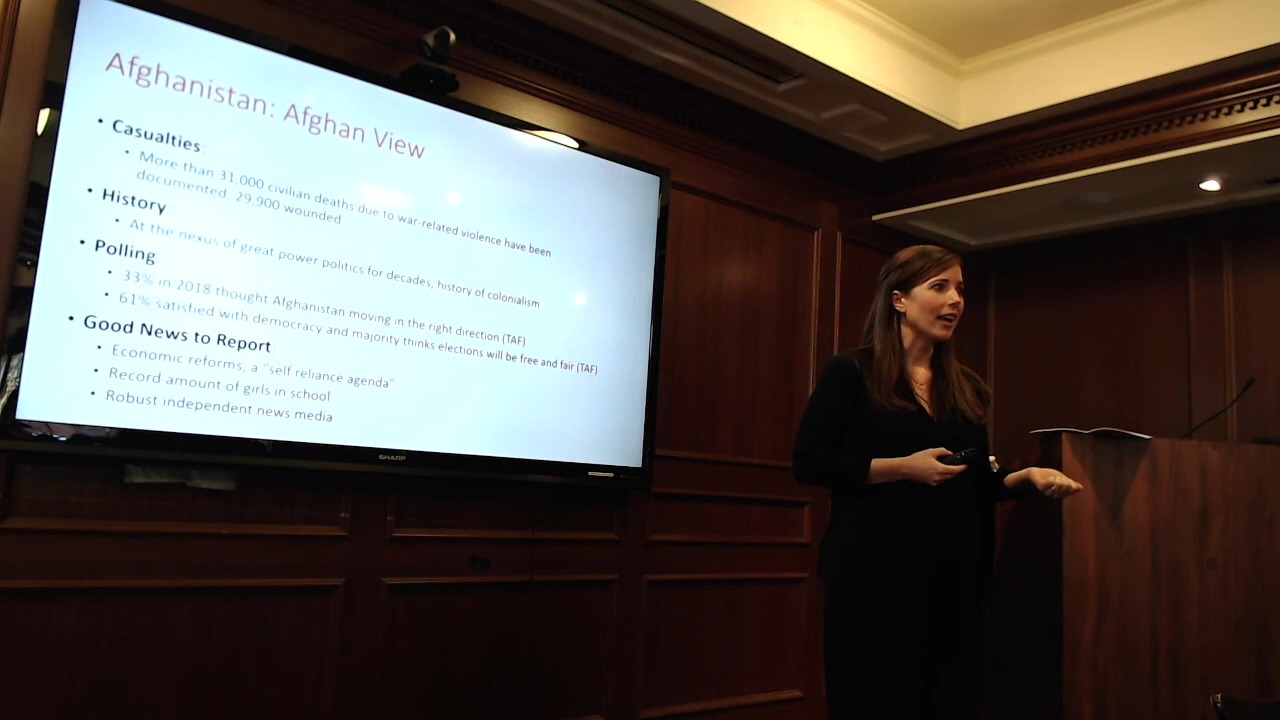 Afghanistan: Afghan View
• Casualties:
• More than 31,000 civilian deaths due to war-related violence have been
documented. 29,900 wounded
• History
• At the nexus of great power politics for decades, history of colonialism
• Polling
• 33% in 2018 thought Afghanistan moving in the right direction (TAF)
• 61% satisfied with democracy and majority thinks elections will be free and fair (TAF)
• Good News to Report:
• Economic reforms, a "self reliance agenda"
• Record amount of girls in school
• Robust independent news media
SHARP